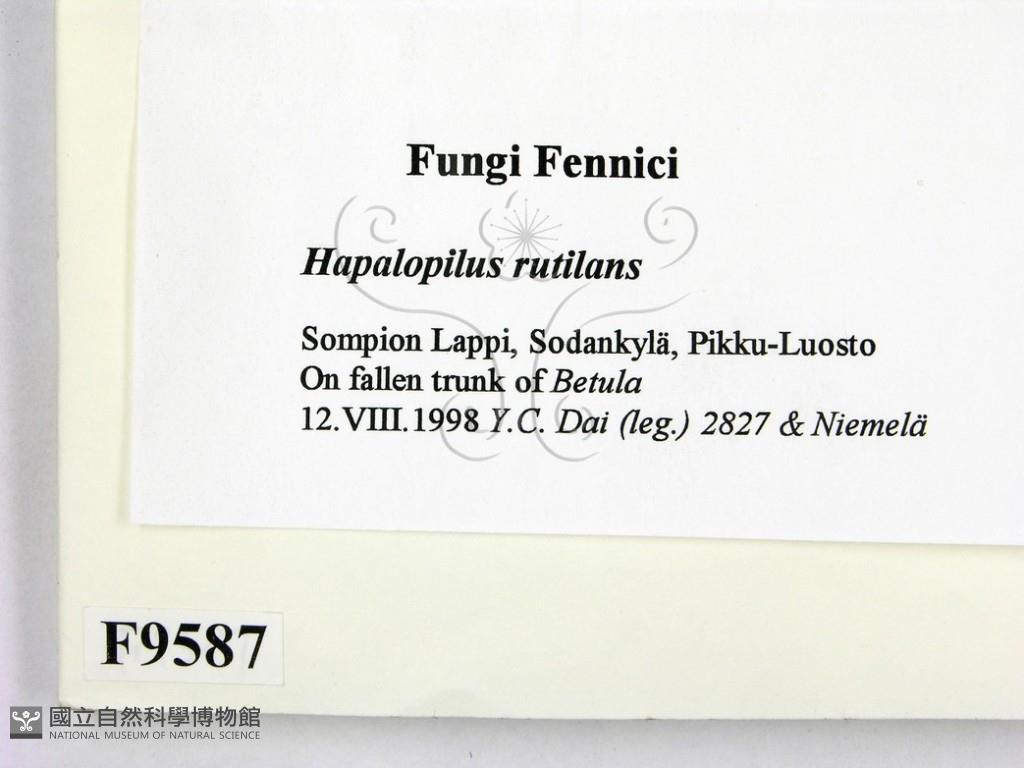 Fungi Fennici
Hapalopilus rutilans
Sompion Lappi, Sodankylä, Pikku-Luosto
On fallen trunk of Betula
12.VIII.1998 Y.C. Dai (leg.) 2827 & Niemelä
F9587
國立自然科學博物館
NATIONAL MUSEUM OF NATURAL SCIENCE